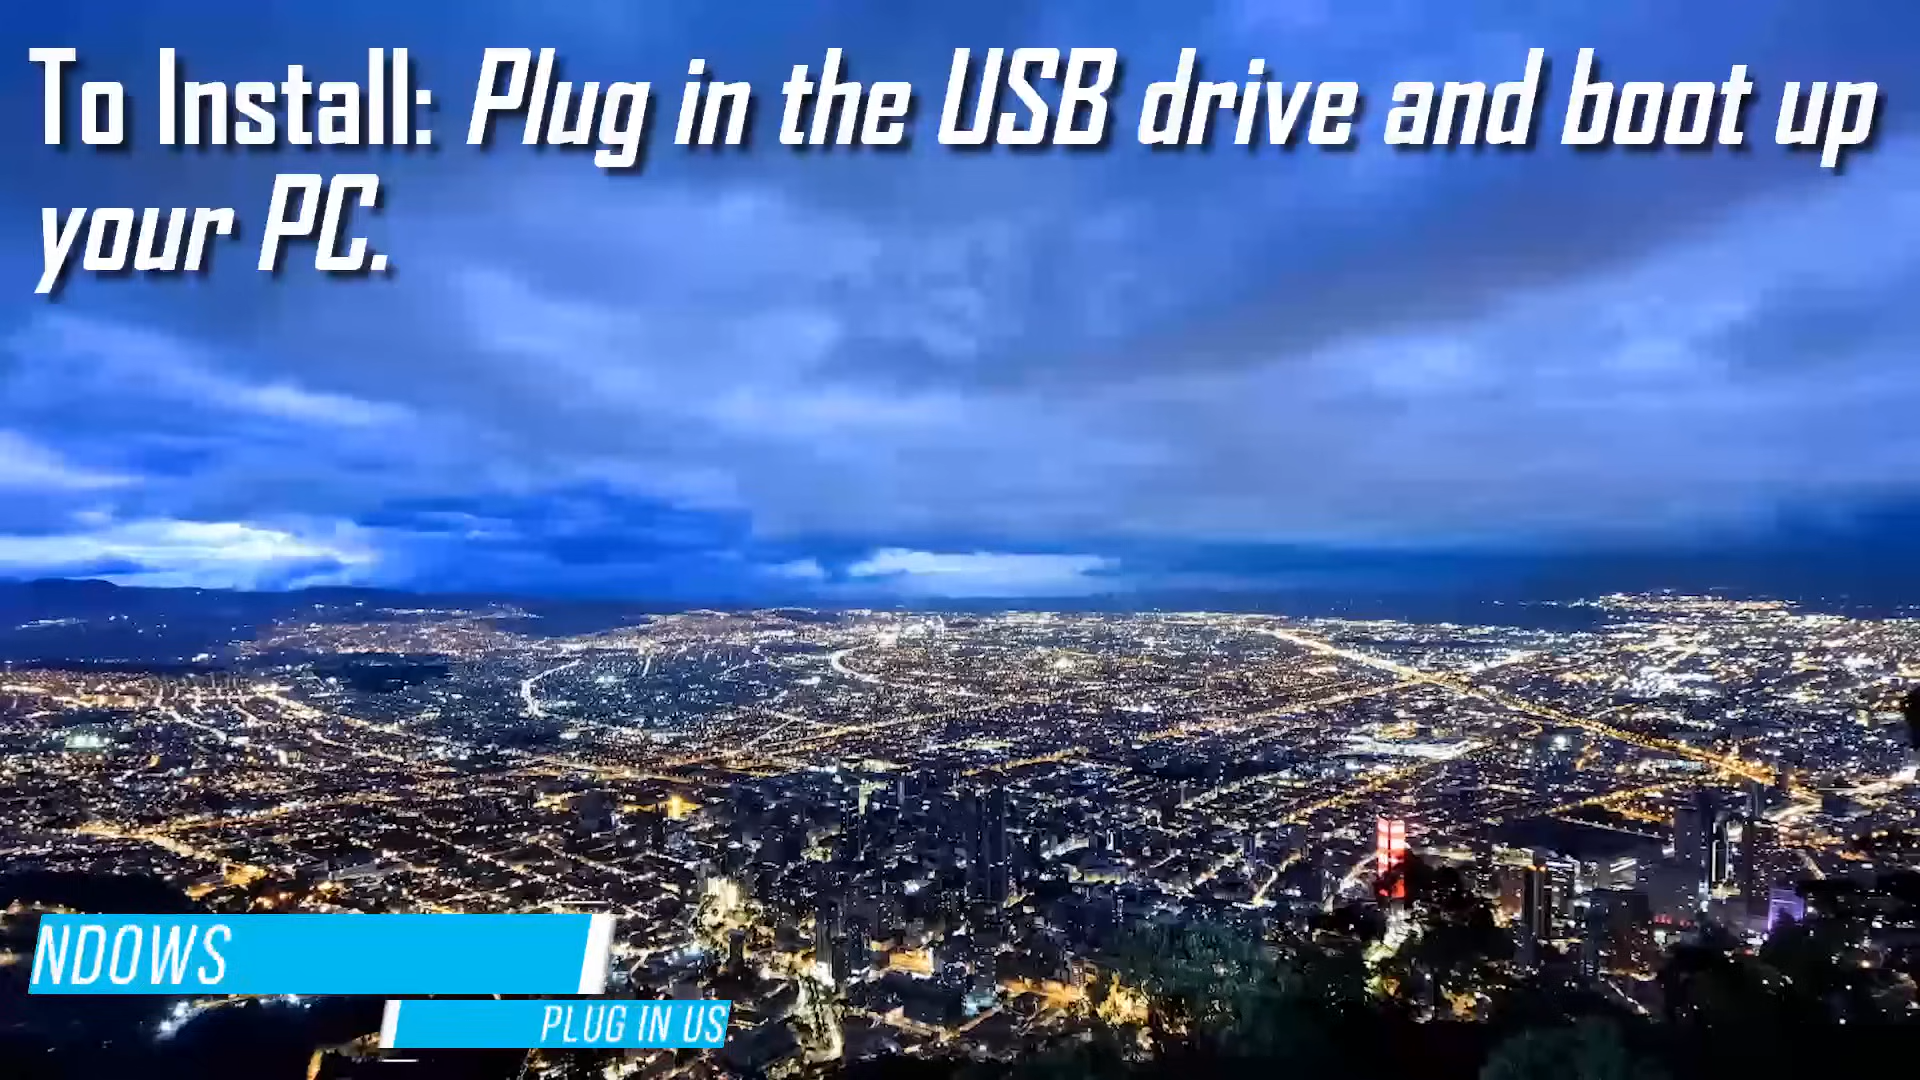 To Install: Plug in the USB drive and boot up
your PC.
NDOWS
PLUG IN US